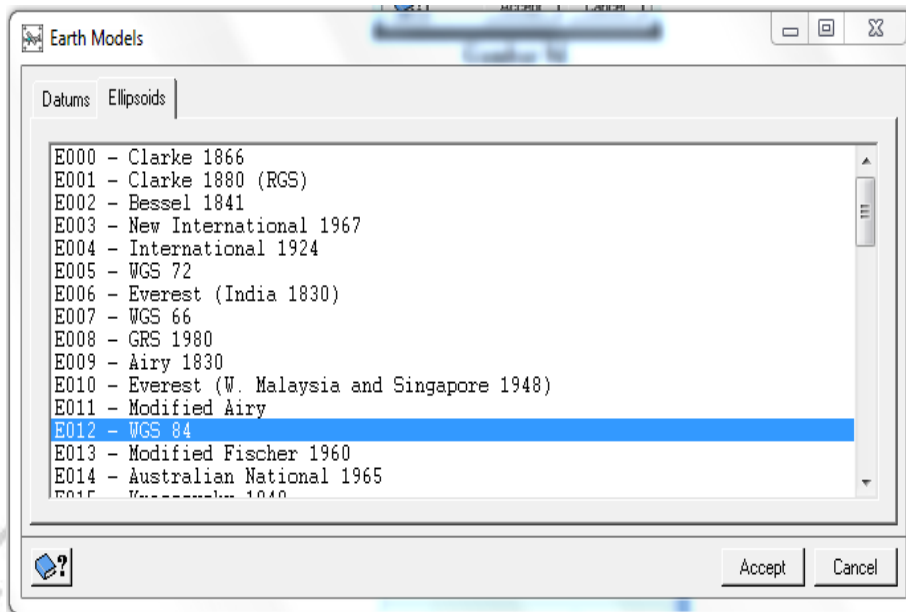 Earth Models
Datums
Ellipsoids
E000 - Clarke 1866
E001 - Clarke 1880 (RGS)
E002 - Bessel 1841
E003 - New International 1967
E004 - International 1924
E005 - WGS 72
E006 - Everest (India 1830)
E007 - WGS 66
E008 - GRS 1980
E009 - Airy 1830
E010 - Everest (W. Malaysia and Singapore 1948)
E011 - Modified Airy
E012 - WGS 84
E013 - Modified Fischer 1960
E014 - Australian National 1965
?
Accept
Cancel